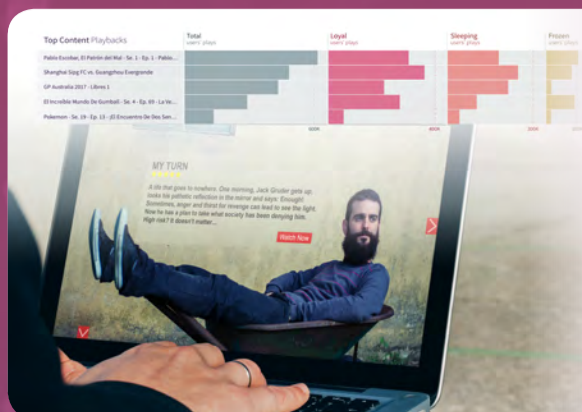 Top Content Playbacks
Total
users' plays
Loyal
users' plays
Sleeping
users' plays
Frozen
users' plays
Pablo Escobar, El Patrón del Mal - Se. 1 - Ep. 1 - Pablo...
Shanghai Sipg FC vs. Guangzhou Evergrande
GP Australia 2017 - Libres 1
El Increíble Mundo De Gumball - Se. 4 - Ep.
Pokemon - Se. 19 - Ep. 13 - ¡El Encuentro De Dos
600K
400K
MY TURN
A life that goes to nowhere. One morning, Jack Gruder gets up,
looks his pathetic reflection in the mirror and says: 'Enough!'
Sometimes, anger and thirst for revenge can lead to see the light.
Now he has a plan to take what society has been denying him.
High risk? It doesn't matter...
Watch Now